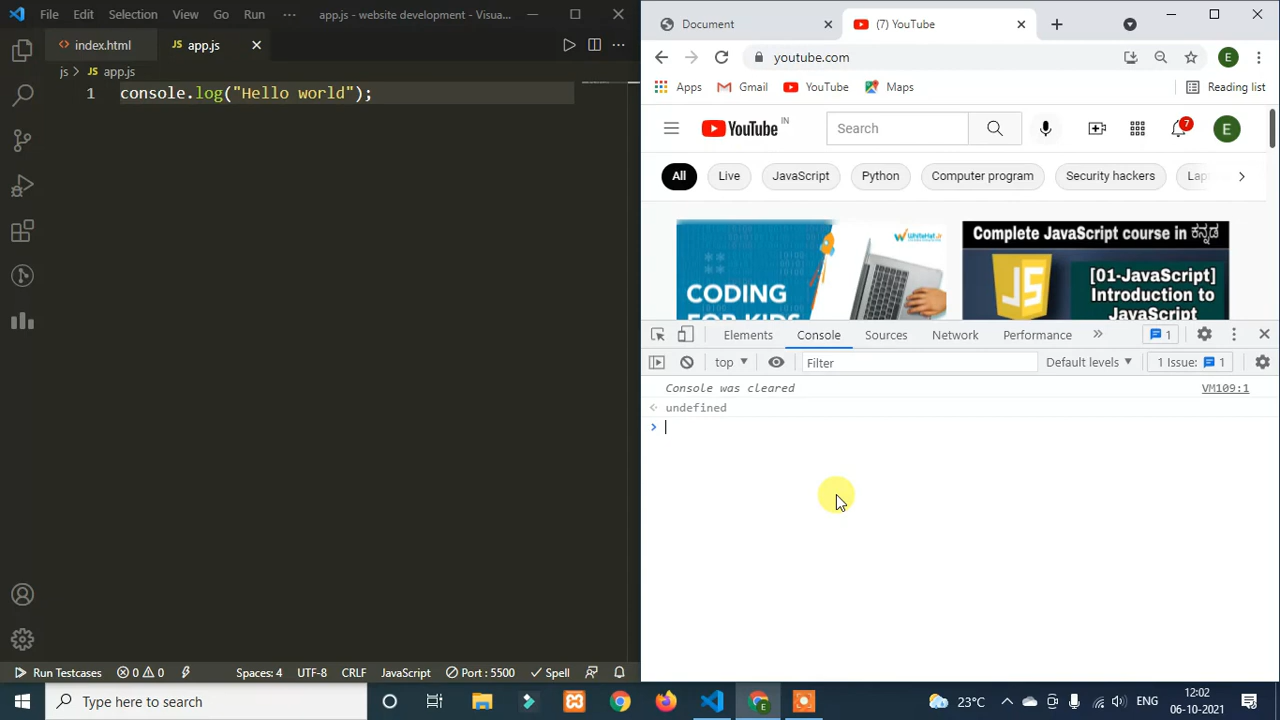 File Edit Selection View Go Run ··· app.js - website development - Visua...
index.html JS app.js
js > JS app.js
1 console.log("Hello world");
Run Testcases 0 0 Spaces: 4 UTF-8 CRLF JavaScript Port : 5500 Spell
Document (7) YouTube
youtube.com E
Apps Gmail YouTube Maps Reading list
YouTube IN Search 7 E
All Live JavaScript Python Computer program Security hackers Lap
WhiteHat Jr
CODING
FOR KIDS
Complete JavaScript course in ಕನ್ನಡ
JS
[01-JavaScript]
Introduction to
JavaScript
Elements Console Sources Network Performance » 1
top Filter Default levels 1 Issue: 1
Console was cleared VM109:1
undefined
Type here to search 23°C ENG 12:02
06-10-2021